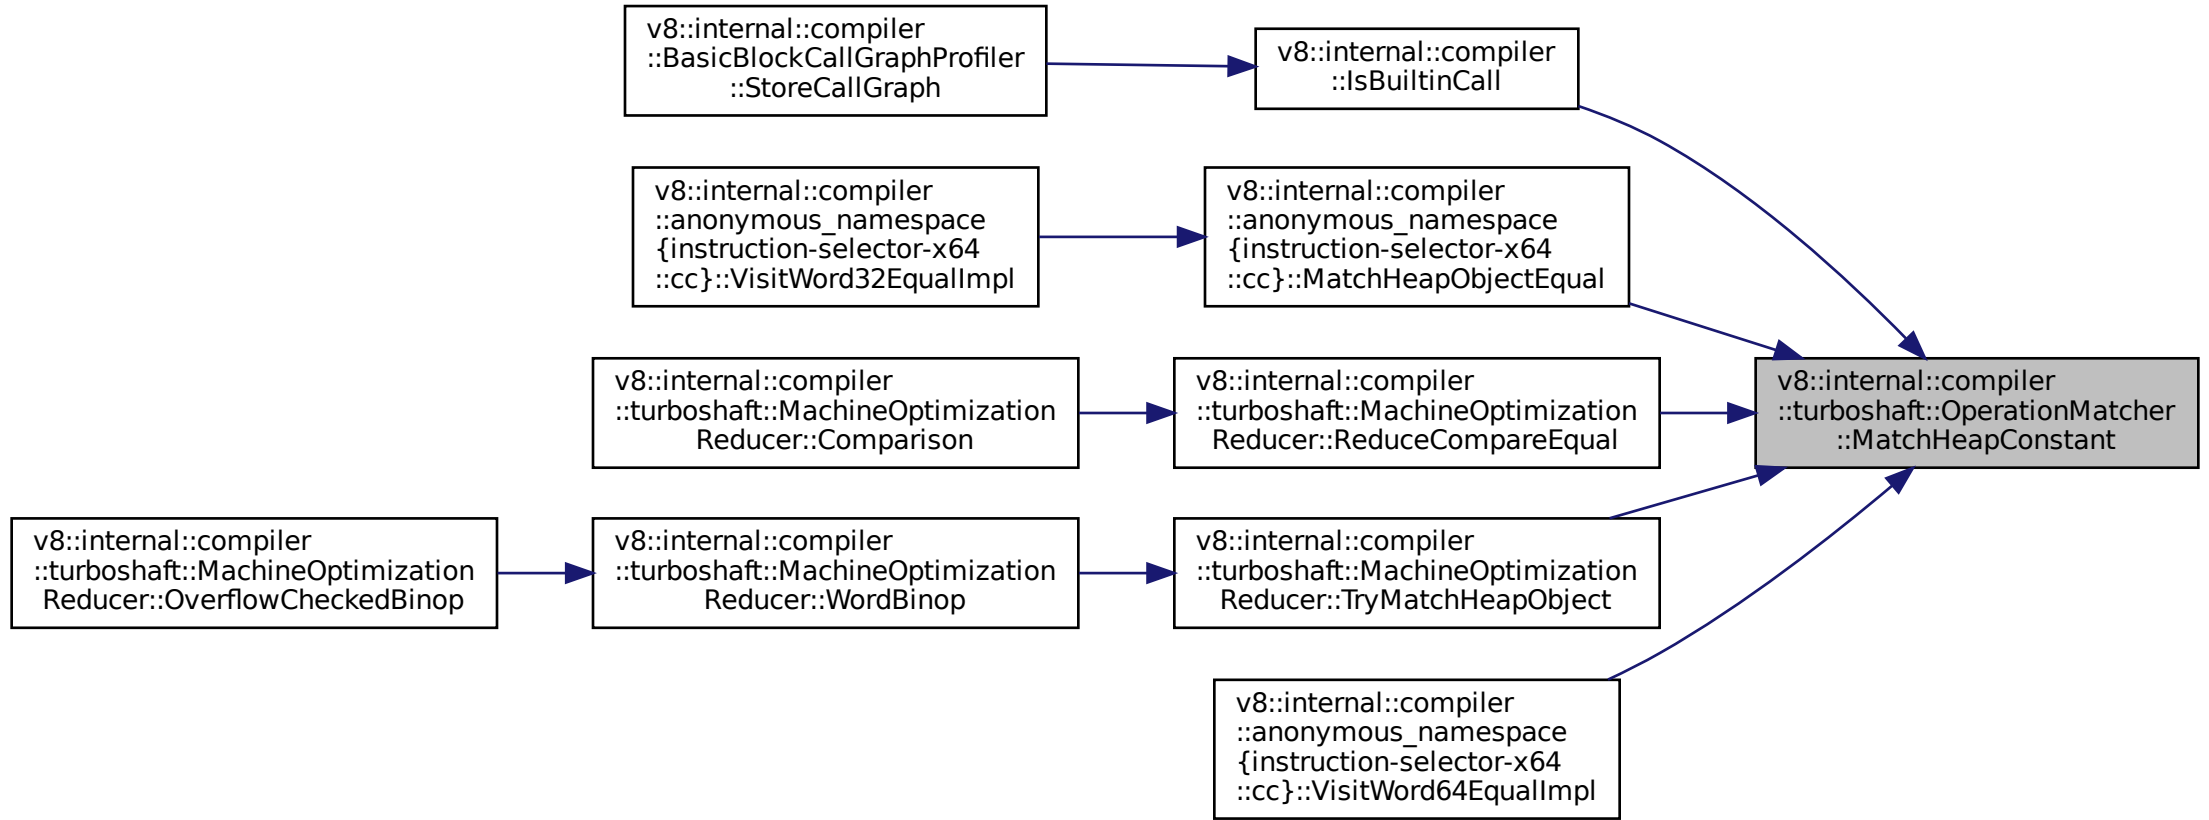 v8::internal::compiler
::BasicBlockCallGraphProfiler
::StoreCallGraph
v8::internal::compiler
::IsBuiltinCall
v8::internal::compiler
::anonymous_namespace
{instruction-selector-x64
::cc}::VisitWord32EqualImpl
v8::internal::compiler
::anonymous_namespace
{instruction-selector-x64
::cc}::MatchHeapObjectEqual
v8::internal::compiler
::turboshaft::MachineOptimization
Reducer::Comparison
v8::internal::compiler
::turboshaft::MachineOptimization
Reducer::ReduceCompareEqual
v8::internal::compiler
::turboshaft::OperationMatcher
::MatchHeapConstant
v8::internal::compiler
::turboshaft::MachineOptimization
Reducer::OverflowCheckedBinop
v8::internal::compiler
::turboshaft::MachineOptimization
Reducer::WordBinop
v8::internal::compiler
::turboshaft::MachineOptimization
Reducer::TryMatchHeapObject
v8::internal::compiler
::anonymous_namespace
{instruction-selector-x64
::cc}::VisitWord64EqualImpl